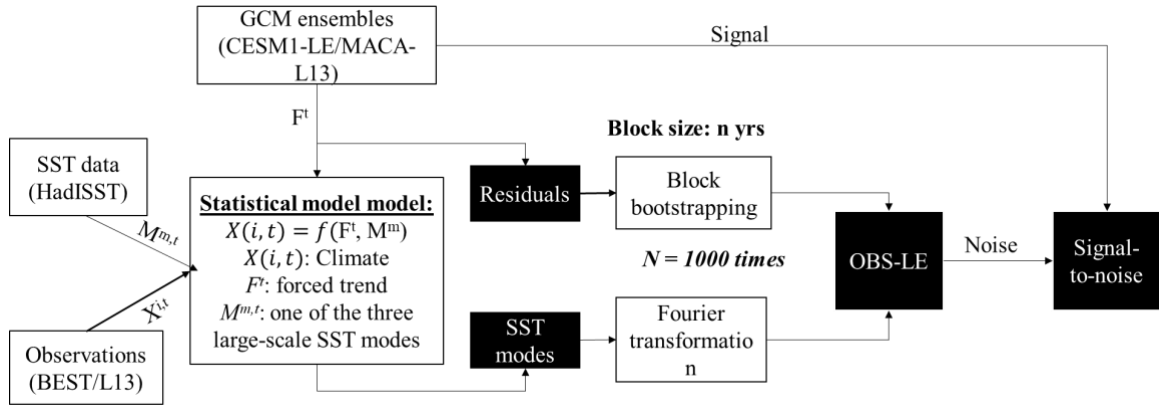 GCM ensembles
(CESM1-LE/MACA-
L13)
Signal
Fᵗ
Block size: n yrs
SST data
(HadISST)
Mᵐ,ᵗ
Statistical model model:
X(i, t) = f(Fᵗ, Mᵐ)
X(i, t): Climate
Fᵗ: forced trend
Mᵐ,ᵗ: one of the three
large-scale SST modes
Residuals
Block
bootstrapping
N = 1000 times
OBS-LE
Noise
Signal-
to-noise
Xⁱ,ᵗ
Observations
(BEST/L13)
SST
modes
Fourier
transformatio
n